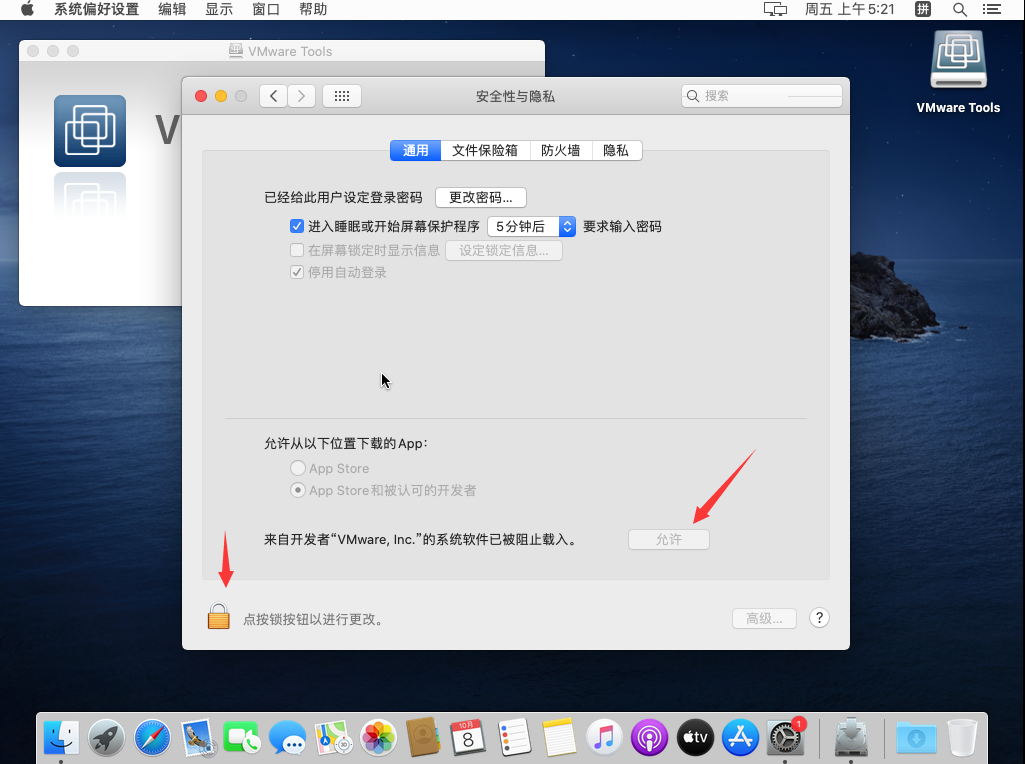 系统偏好设置 编辑 显示 窗口 帮助 周五 上午5:21 拼
VMware Tools
VMware Tools
安全性与隐私 搜索
V
通用 文件保险箱 防火墙 隐私
已经给此用户设定登录密码 更改密码...
进入睡眠或开始屏幕保护程序 5分钟后 要求输入密码
在屏幕锁定时显示信息 设定锁定信息...
停用自动登录
允许从以下位置下载的App:
App Store
App Store和被认可的开发者
来自开发者“VMware, Inc.”的系统软件已被阻止载入。 允许
点按锁按钮以进行更改。 高级... ?
10月
8
3D
tv
1